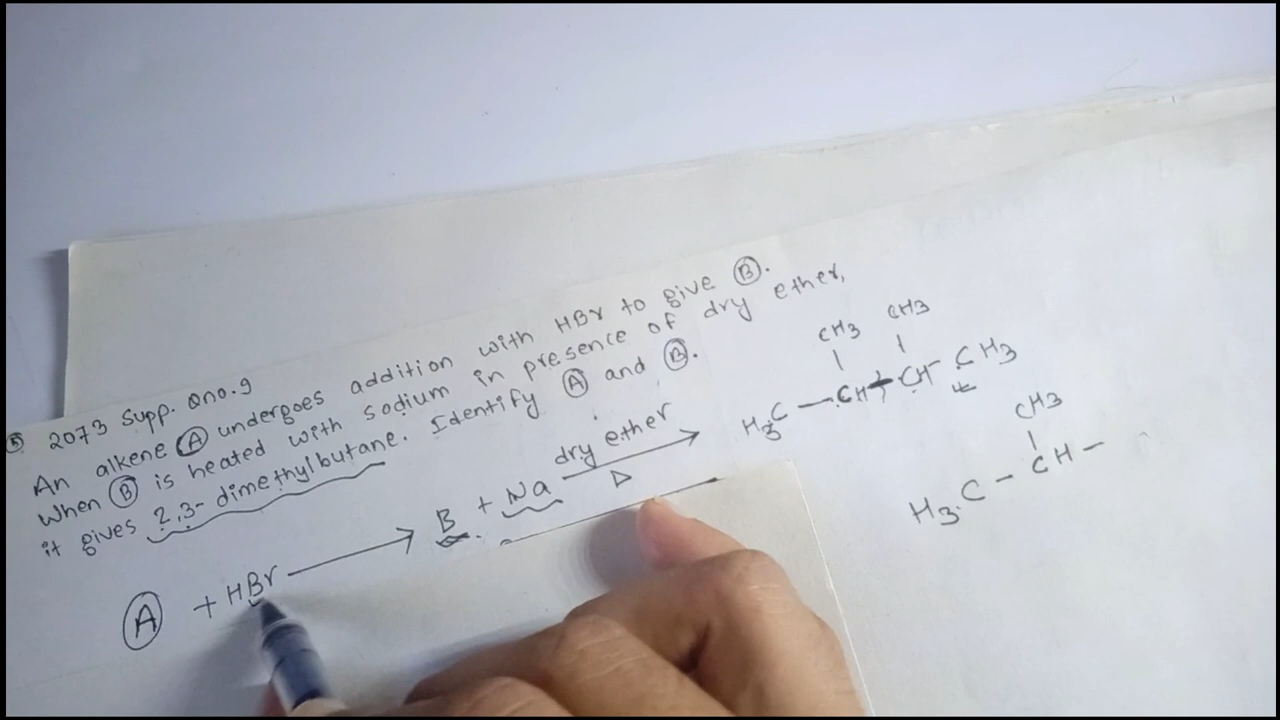 ⑤ 2073 Supp. Qno.9
An alkene Ⓐ undergoes addition with HBr to give Ⓑ.
When Ⓑ is heated with sodium in presence of dry ether,
it gives 2,3-dimethylbutane. Identify Ⓐ and Ⓑ.
Ⓐ + HBr ⟶ B + Na dry ether ⟶ Δ
CH3 CH3
H3C — CH — CH — CH3
CH3
H3C — CH —